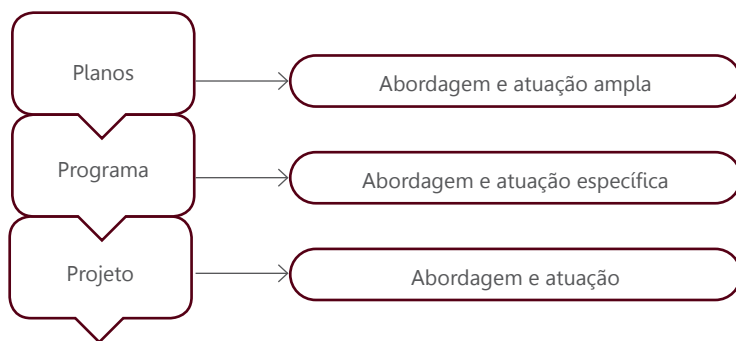 Planos
Abordagem e atuação ampla
Programa
Abordagem e atuação específica
Projeto
Abordagem e atuação